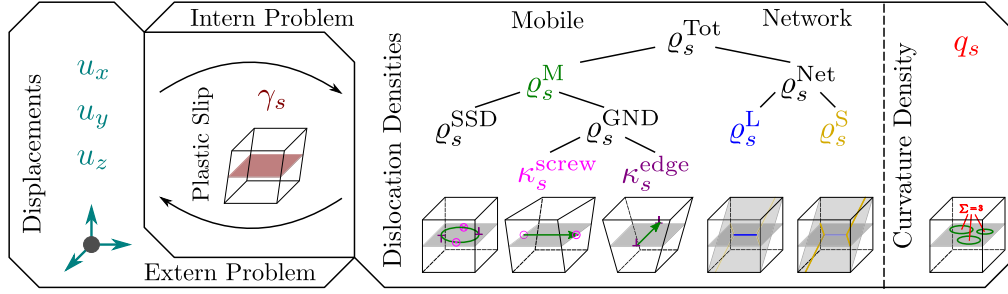 Displacements
u_x
u_y
u_z
Intern Problem
Plastic Slip
γ_s
Extern Problem
Dislocation Densities
Mobile
Network
ϱ_s^Tot
ϱ_s^M
ϱ_s^Net
ϱ_s^SSD
ϱ_s^GND
ϱ_s^L
ϱ_s^S
κ_s^screw
κ_s^edge
Curvature Density
q_s
Σ=3